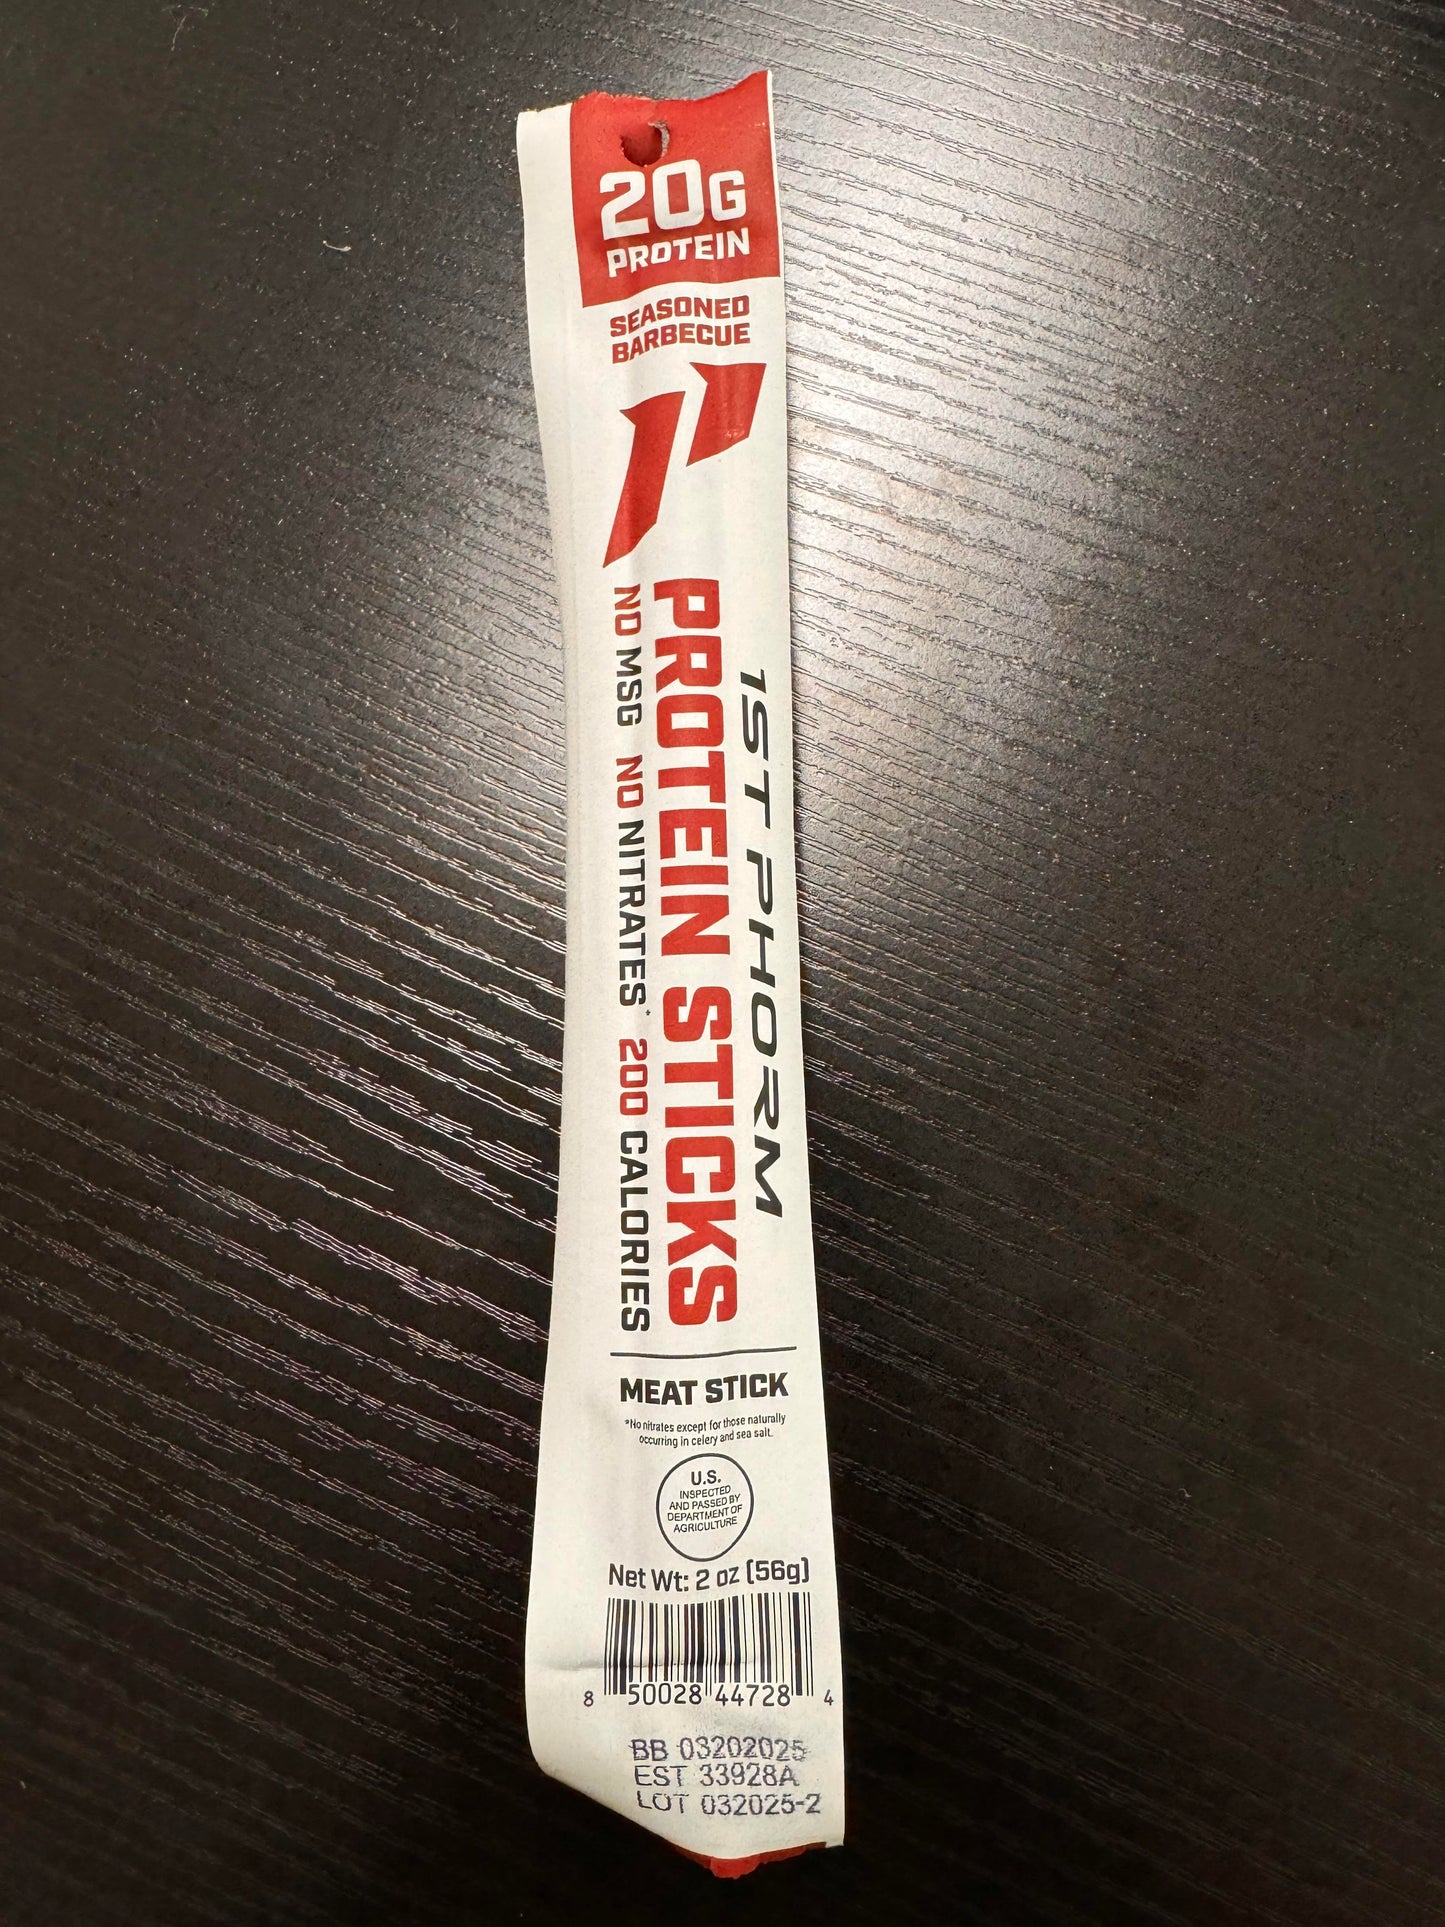 20G
PROTEIN
SEASONED
BARBECUE
1ST PHORM
PROTEIN STICKS
NO MSG NO NITRATES* 200 CALORIES
MEAT STICK
*No nitrates except for those naturally
occurring in celery and sea salt.
U.S.
INSPECTED
AND PASSED BY
DEPARTMENT OF
AGRICULTURE
Net Wt: 2 oz (56g)
8 50028 44728 4
BB 03202025
EST 33928A
LOT 032025-2